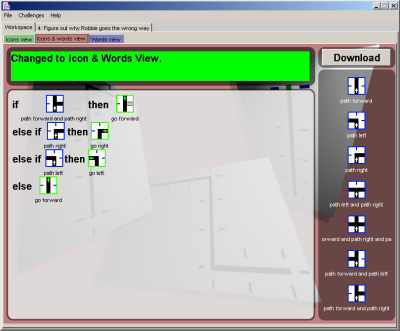 File Challenges Help
Workspace 4 Figure out why Robbie goes the wrong way
Icons view Icons & words view Words view
Changed to Icon & Words View.
Download
if then
path forward and path right go forward
else if then
path right go right
else if then
path left go left
else
go forward
path forward
path left
path right
path left and path right
orward and path right and pa
path forward and path left
path forward and path right